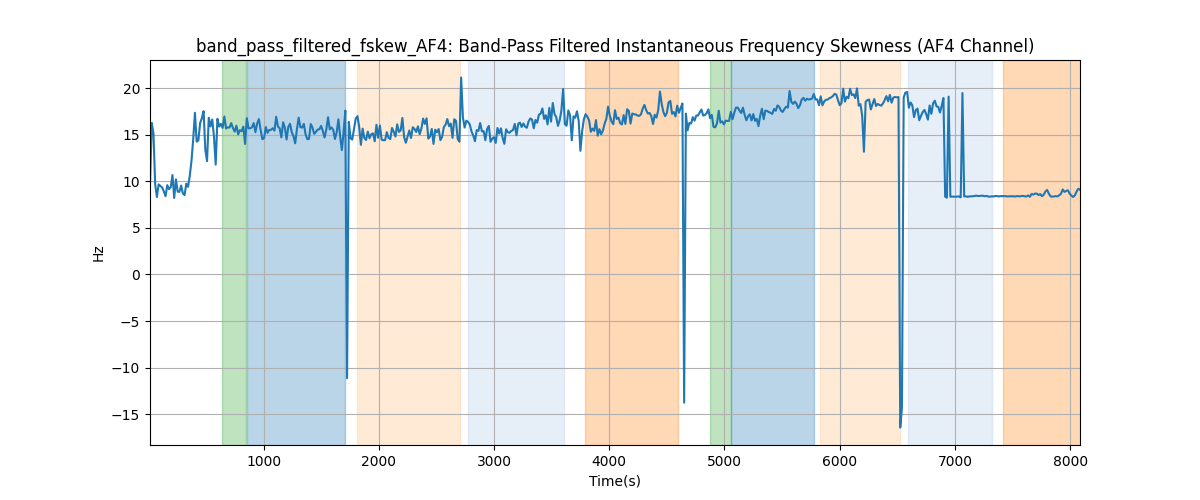 band_pass_filtered_fskew_AF4: Band-Pass Filtered Instantaneous Frequency Skewness (AF4 Channel)
20
15
10
5
0
−5
−10
−15
Hz
1000 2000 3000 4000 5000 6000 7000 8000
Time(s)